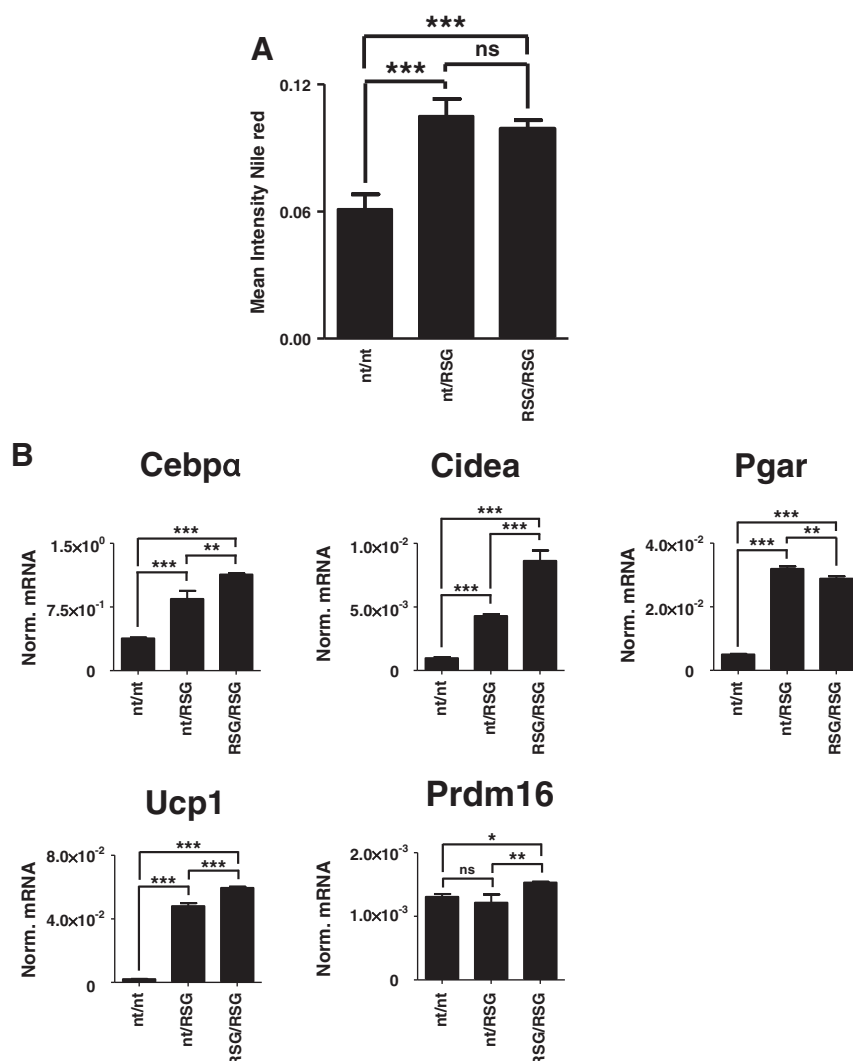 A
***
ns
***
0.12
0.06
0.00
Mean Intensity Nile red
nt/nt
nt/RSG
RSG/RSG
B
Cebpα
***
***
**
1.5×10⁰
7.5×10⁻¹
0
Norm. mRNA
nt/nt
nt/RSG
RSG/RSG
Cidea
***
***
***
1.0×10⁻²
5.0×10⁻³
0
Norm. mRNA
nt/nt
nt/RSG
RSG/RSG
Pgar
***
***
**
4.0×10⁻²
2.0×10⁻²
0
Norm. mRNA
nt/nt
nt/RSG
RSG/RSG
Ucp1
***
***
***
8.0×10⁻²
4.0×10⁻²
0
Norm. mRNA
nt/nt
nt/RSG
RSG/RSG
Prdm16
*
ns
**
2.0×10⁻³
1.0×10⁻³
0
Norm. mRNA
nt/nt
nt/RSG
RSG/RSG